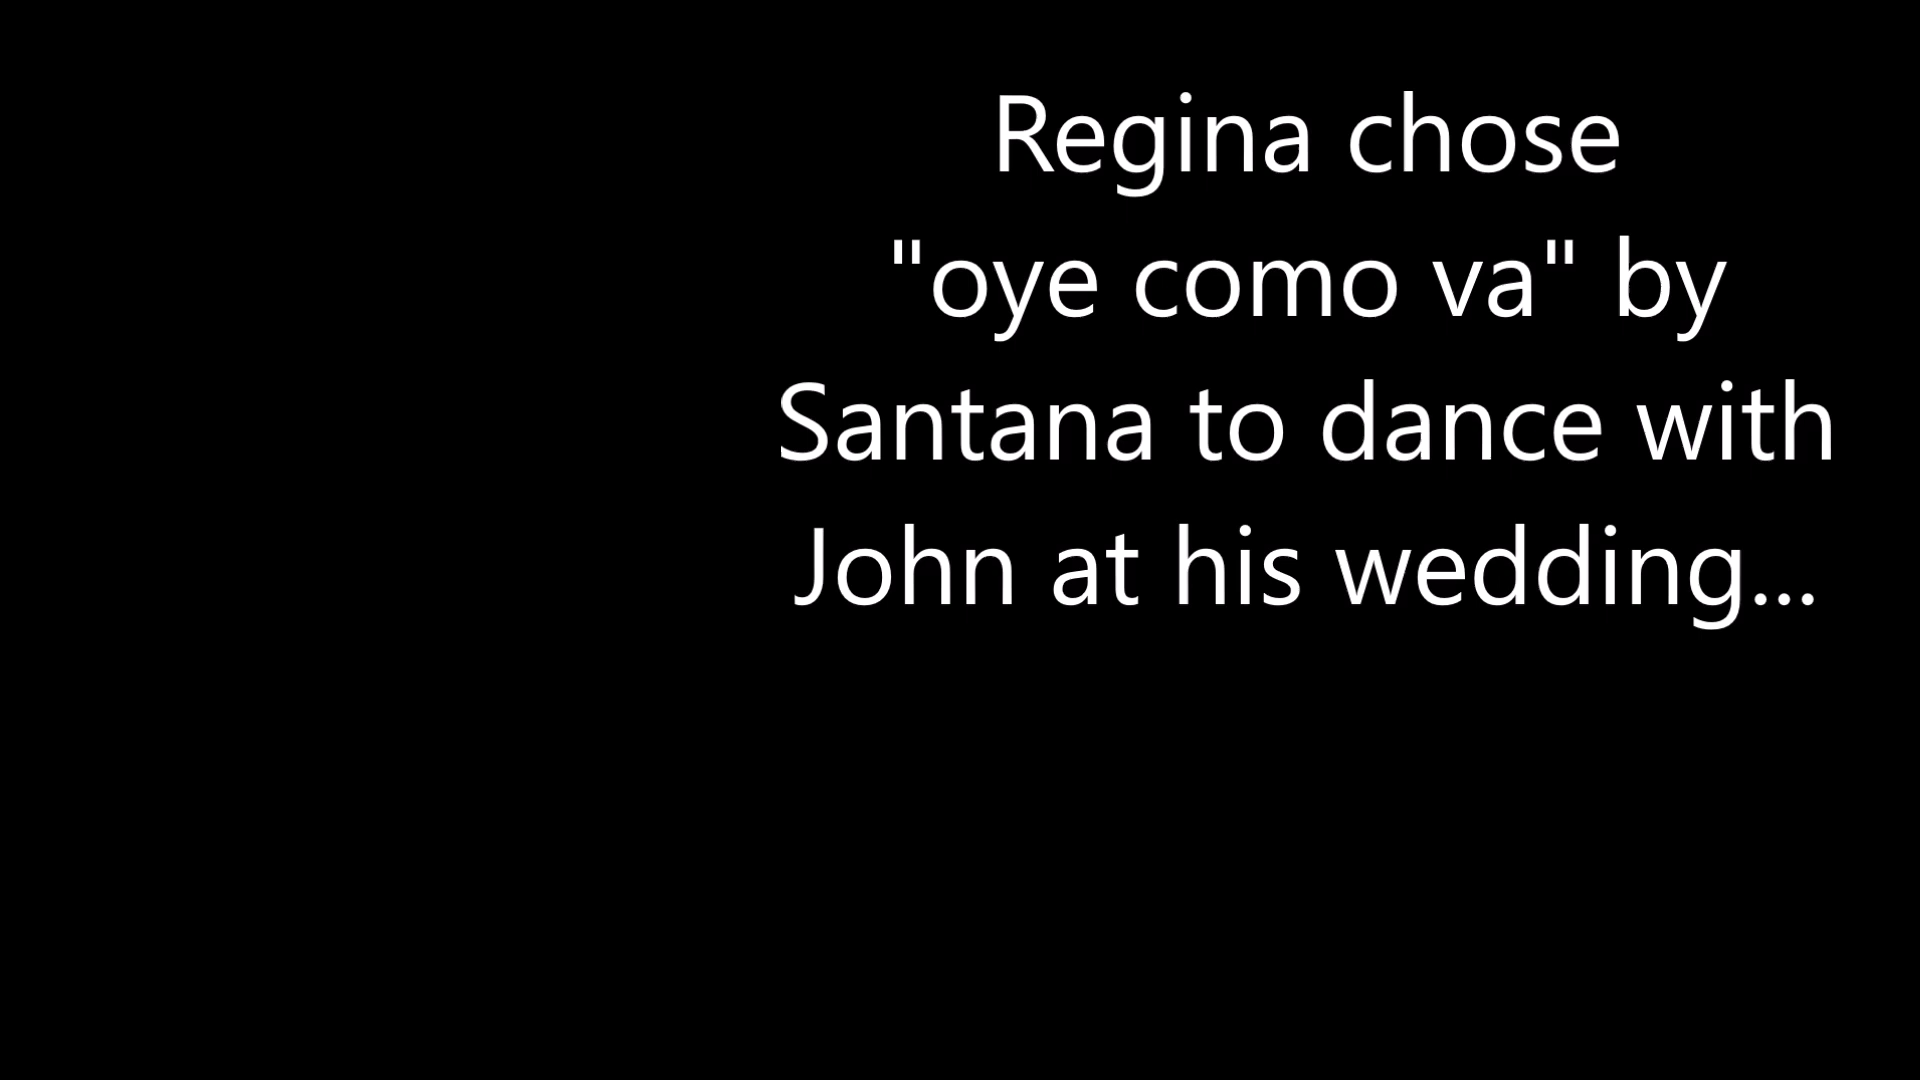 Regina chose
"oye como va" by
Santana to dance with
John at his wedding...